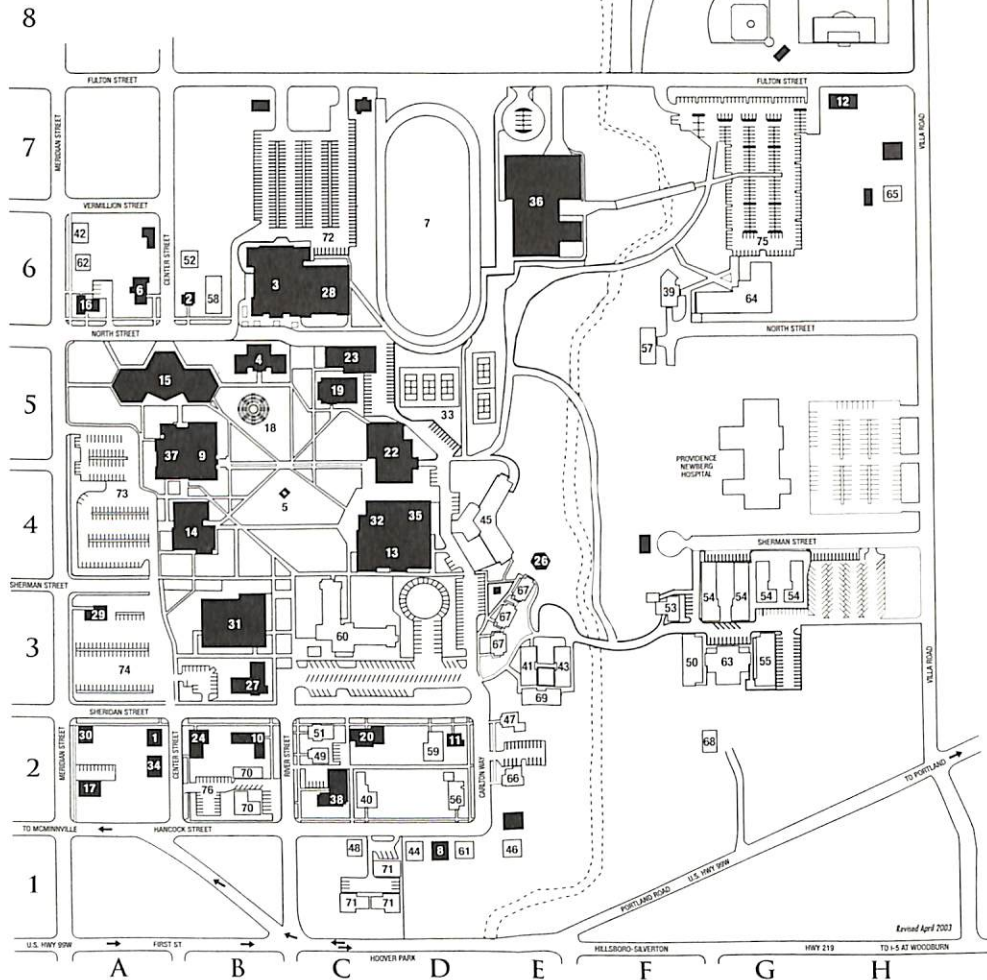 8
FULTON STREET
FULTON STREET
7
MERIDIAN STREET
12
VILLA ROAD
36
65
VERMILLION STREET
7
42
CENTER STREET
72
75
6
62
52
6
3
28
39
64
16
2
58
NORTH STREET
NORTH STREET
57
4
23
15
5
19
18
33
22
37
9
PROVIDENCE
NEWBERG
HOSPITAL
73
5
45
4
32
35
14
13
SHERMAN STREET
26
SHERMAN STREET
67
54
54
54
54
29
53
67
31
60
67
3
41
43
50
63
55
74
27
69
VILLA ROAD
SHERIDAN STREET
47
30
1
24
10
51
20
59
11
68
MERIDIAN STREET
CENTER STREET
RIVER STREET
49
CARLTON WAY
2
34
70
66
TO PORTLAND
17
76
38
40
56
70
TO MCMINNVILLE
HANCOCK STREET
48
44
8
61
46
71
1
PORTLAND ROAD
U.S. HWY 99W
71
71
Revised April 2003
U.S. HWY 99W
FIRST ST
HILLSBORO-SILVERTON
HWY 219
TO I-5 AT WOODBURN
HOOVER PARK
A
B
C
D
E
F
G
H